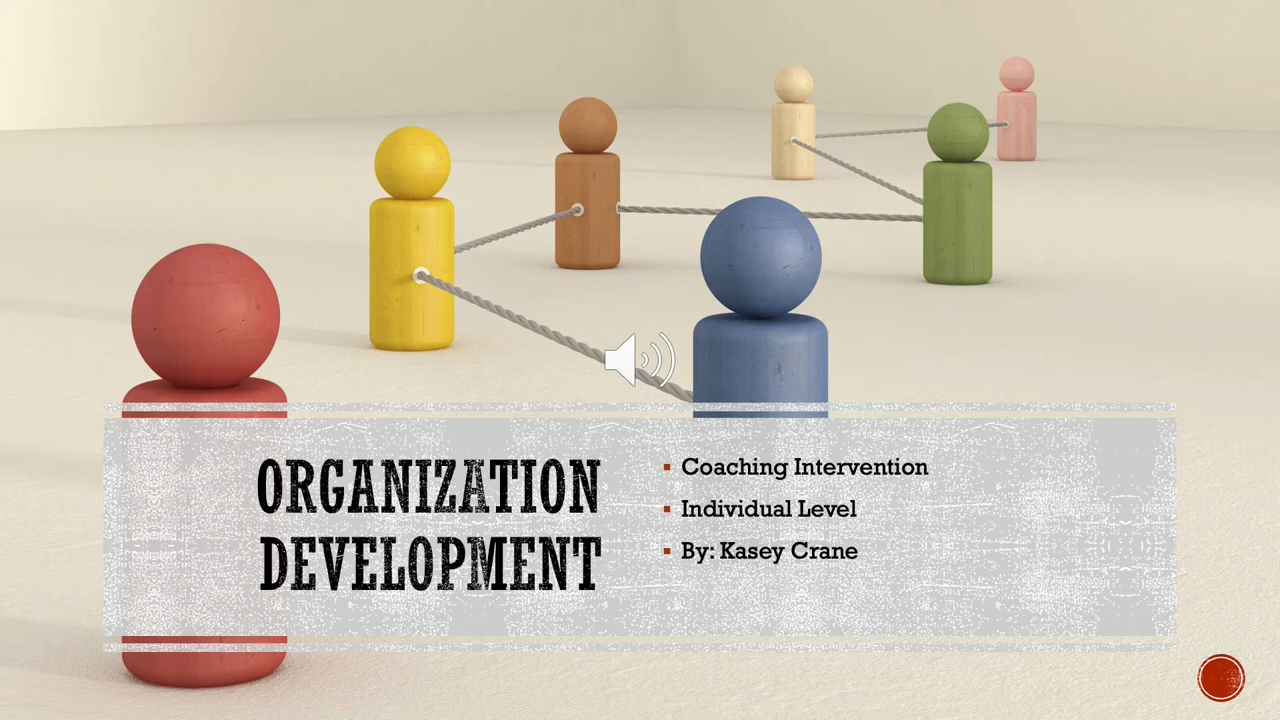 ORGANIZATION
DEVELOPMENT
Coaching Intervention
Individual Level
By: Kasey Crane